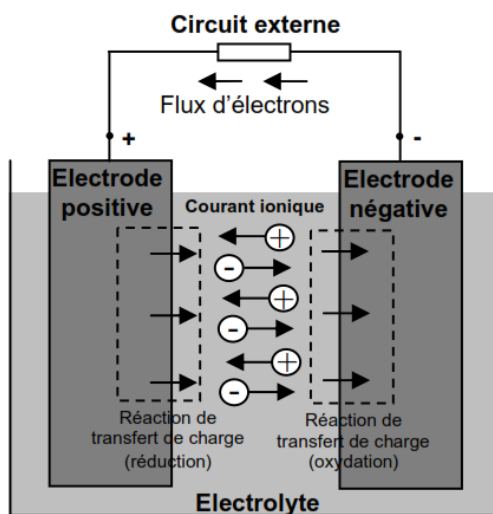 Circuit externe
Flux d'électrons
+
-
Electrode
positive
Electrode
négative
Courant ionique
+
-
+
-
+
-
Réaction de
transfert de charge
(réduction)
Réaction de
transfert de charge
(oxydation)
Electrolyte